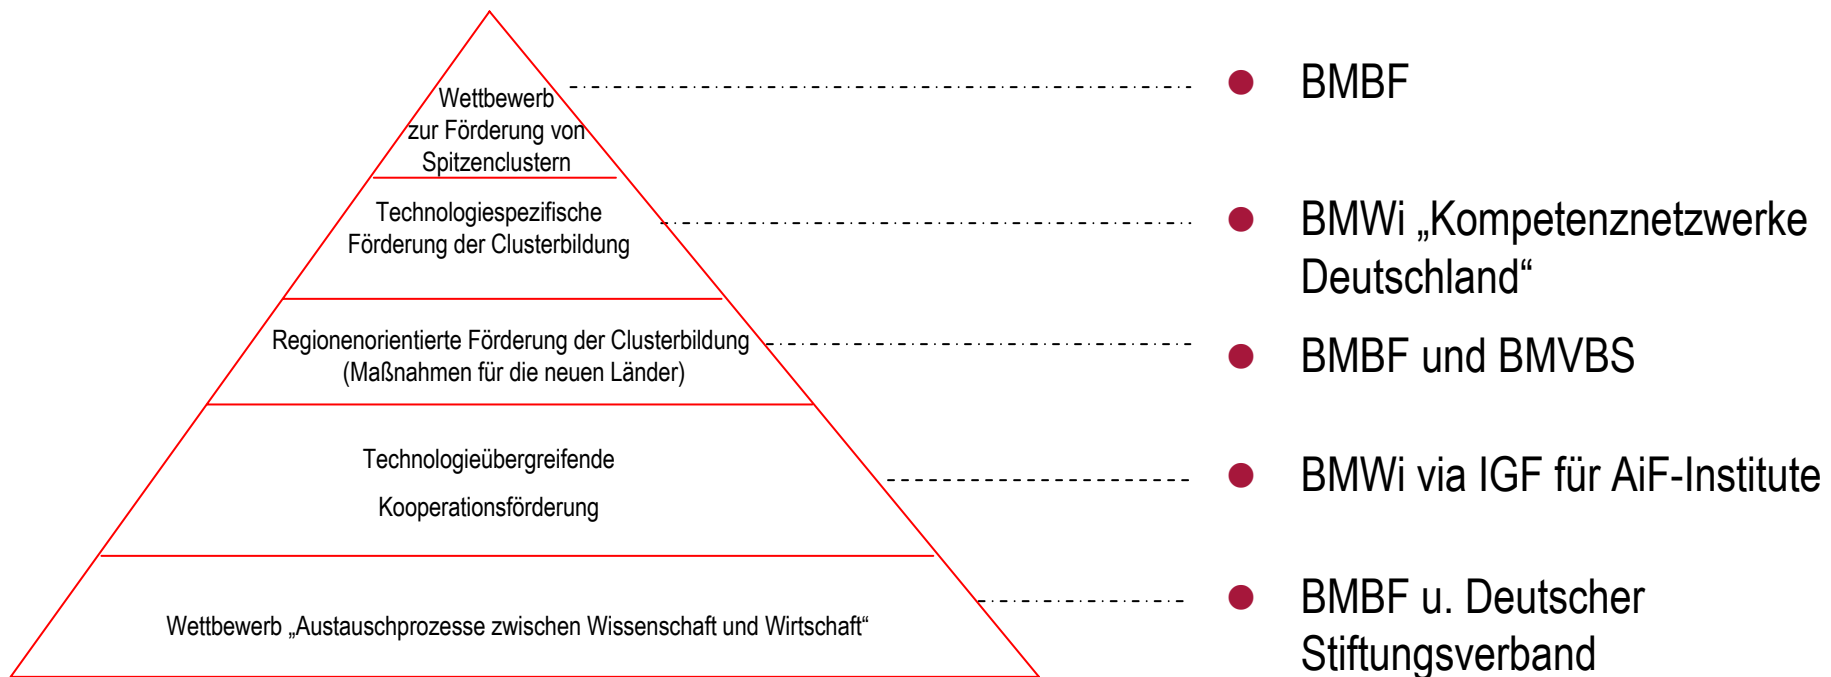 Wettbewerb
zur Förderung von
Spitzenclustern
BMBF
Technologiespezifische
Förderung der Clusterbildung
BMWi „Kompetenznetzwerke
Deutschland“
Regionenorientierte Förderung der Clusterbildung
(Maßnahmen für die neuen Länder)
BMBF und BMVBS
Technologieübergreifende
Kooperationsförderung
BMWi via IGF für AiF-Institute
Wettbewerb „Austauschprozesse zwischen Wissenschaft und Wirtschaft“
BMBF u. Deutscher
Stiftungsverband